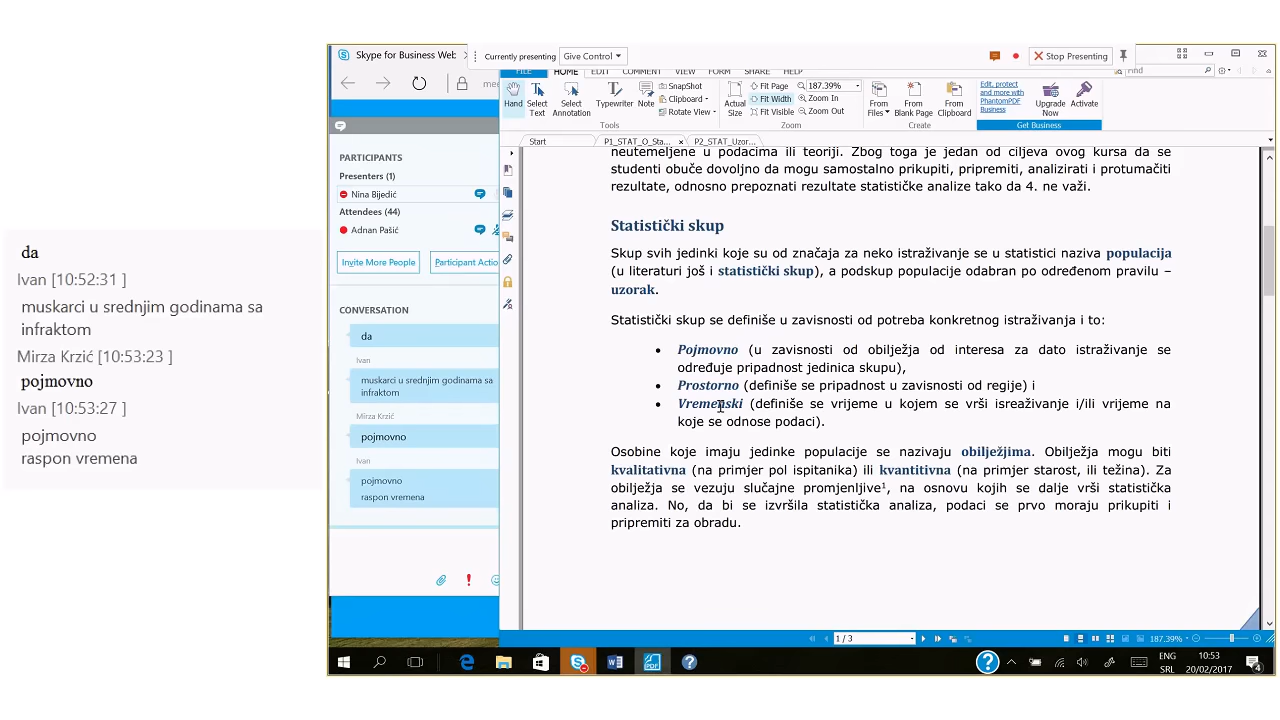 da
Ivan [10:52:31 ]
muskarci u srednjim godinama sa
infraktom
Mirza Krzić [10:53:23 ]
pojmovno
Ivan [10:53:27 ]
pojmovno
raspon vremena
Skype for Business Web
Currently presenting
Give Control
Stop Presenting
PARTICIPANTS
Presenters (1)
Nina Bijedić
Attendees (44)
Adnan Pašić
Invite More People
Participant Actio
CONVERSATION
da
Ivan
muskarci u srednjim godinama sa
infraktom
Mirza Krzić
pojmovno
Ivan
pojmovno
raspon vremena
FILE HOME EDIT COMMENT VIEW FORM SHARE HELP
Find
Hand
Select Text
Select Annotation
Typewriter
Note
SnapShot
Clipboard
Rotate View
Tools
Actual Size
Fit Page
Fit Width
Fit Visible
187.39%
Zoom In
Zoom Out
Zoom
From Files
From Blank Page
From Clipboard
Create
Edit, protect
and more with
PhantomPDF
Business
Upgrade Now
Activate
Get Business
Start
P1_STAT_O_Sta...
P2_STAT_Uzor...
neutemeljene u podacima ili teoriji. Zbog toga je jedan od ciljeva ovog kursa da se
studenti obuče dovoljno da mogu samostalno prikupiti, pripremiti, analizirati i protumačiti
rezultate, odnosno prepoznati rezultate statističke analize tako da 4. ne važi.
Statistički skup
Skup svih jedinki koje su od značaja za neko istraživanje se u statistici naziva populacija
(u literaturi još i statistički skup), a podskup populacije odabran po određenom pravilu –
uzorak.
Statistički skup se definiše u zavisnosti od potreba konkretnog istraživanja i to:
• Pojmovno (u zavisnosti od obilježja od interesa za dato istraživanje se
određuje pripadnost jedinica skupu),
• Prostorno (definiše se pripadnost u zavisnosti od regije) i
• Vremenski (definiše se vrijeme u kojem se vrši isreaživanje i/ili vrijeme na
koje se odnose podaci).
Osobine koje imaju jedinke populacije se nazivaju obilježjima. Obilježja mogu biti
kvalitativna (na primjer pol ispitanika) ili kvantitivna (na primjer starost, ili težina). Za
obilježja se vezuju slučajne promjenljive¹, na osnovu kojih se dalje vrši statistička
analiza. No, da bi se izvršila statistička analiza, podaci se prvo moraju prikupiti i
pripremiti za obradu.
1 / 3
187.39%
ENG
SRL
10:53
20/02/2017
4